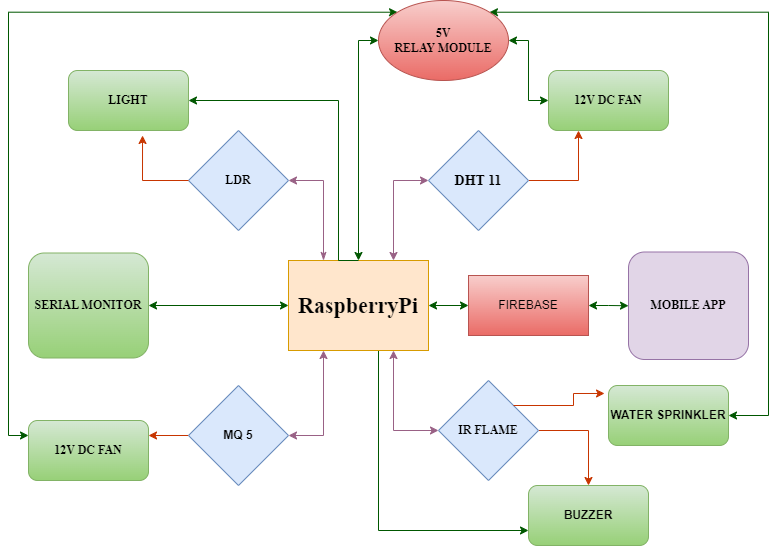 5V
RELAY MODULE
LIGHT
12V DC FAN
LDR
DHT 11
SERIAL MONITOR
RaspberryPi
FIREBASE
MOBILE APP
12V DC FAN
MQ 5
IR FLAME
WATER SPRINKLER
BUZZER